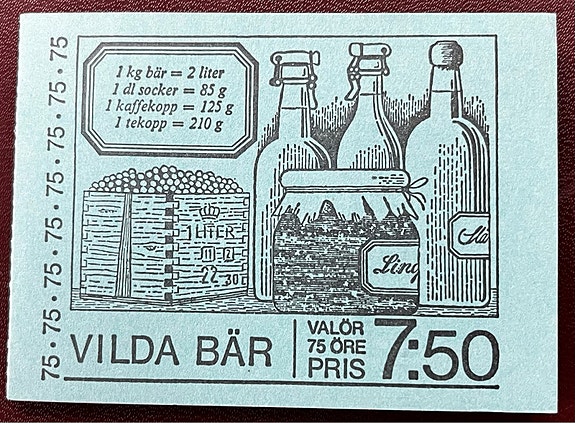 75·75·75·75·75·75·75·75
1 kg bär = 2 liter
1 dl socker = 85 g
1 kaffekopp = 125 g
1 tekopp = 210 g
1 LITER
22
30
Ling
VILDA BÄR
VALÖR
75 ÖRE
PRIS
7:50